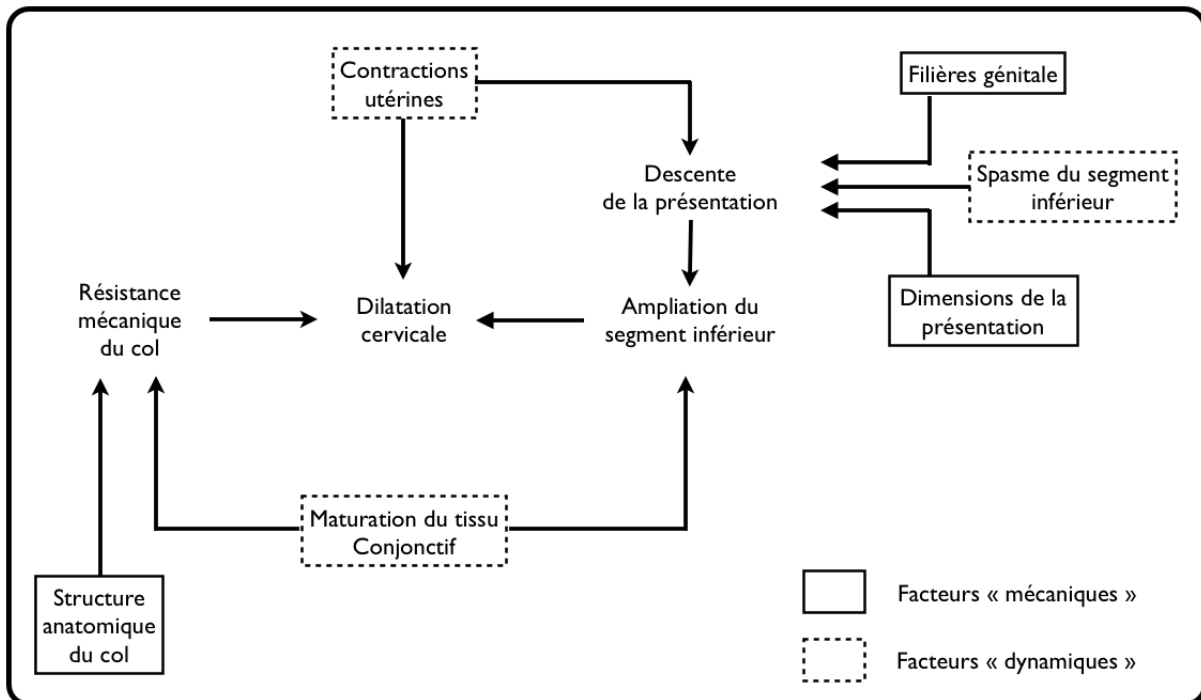 Contractions
utérines
Filières génitale
Descente
de la présentation
Spasme du segment
inférieur
Résistance
mécanique
du col
Dilatation
cervicale
Ampliation du
segment inférieur
Dimensions de la
présentation
Maturation du tissu
Conjonctif
Structure
anatomique
du col
Facteurs « mécaniques »
Facteurs « dynamiques »